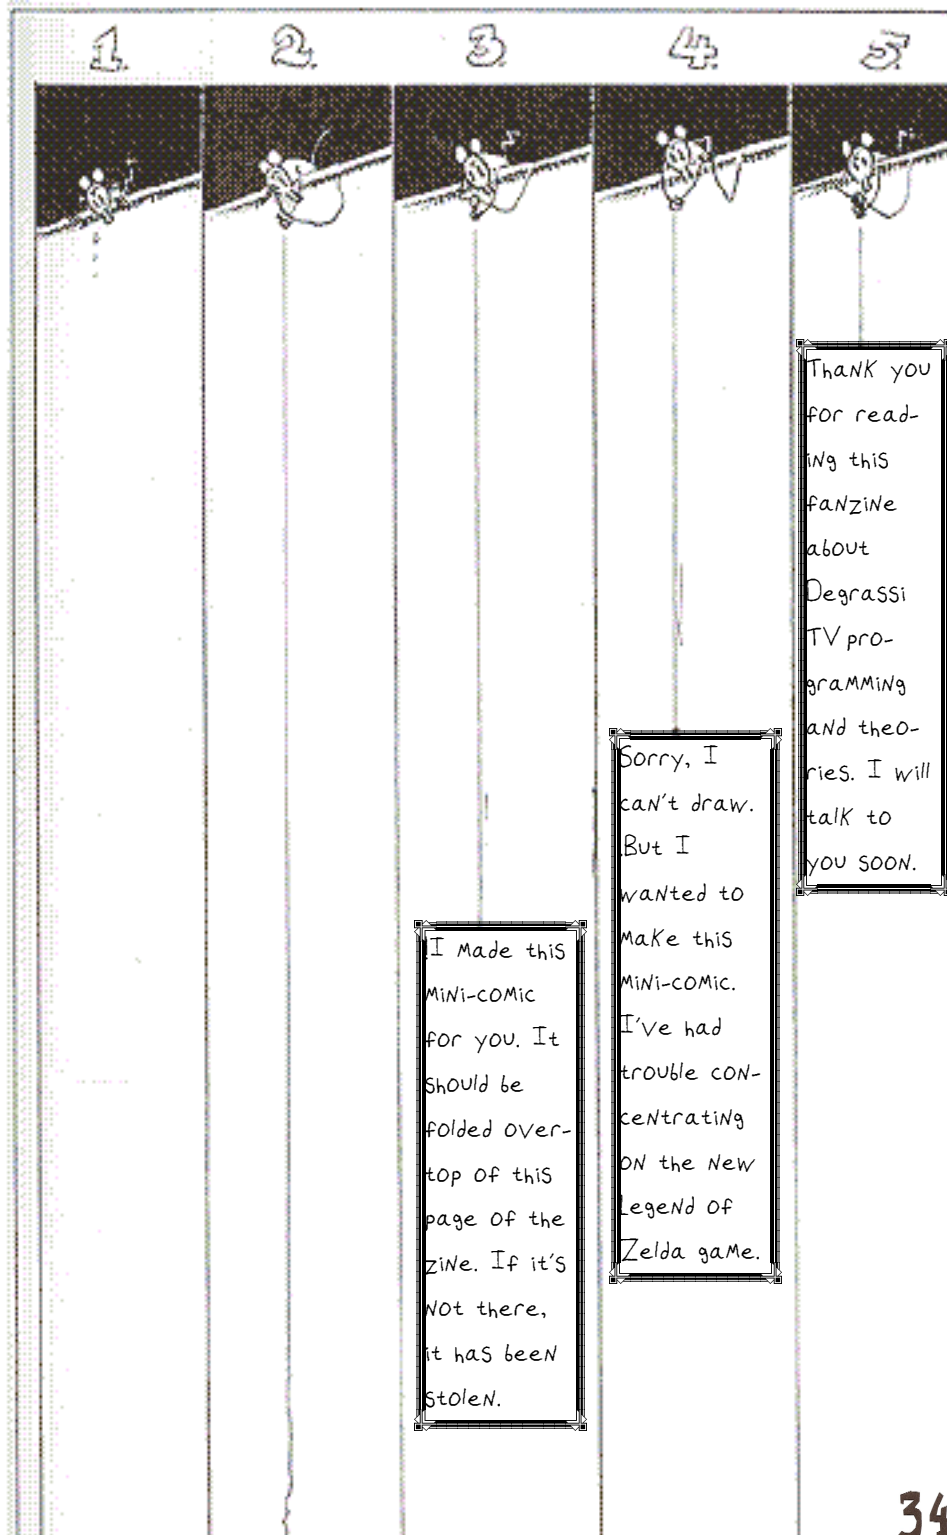 1.
2.
3.
4.
5.
I made this
mini-comic
for you. It
should be
folded over-
top of this
page of the
zine. If it's
not there,
it has been
stolen.
Sorry, I
can't draw.
But I
wanted to
make this
mini-comic.
I've had
trouble con-
centrating
on the new
Legend of
Zelda game.
Thank you
for read-
ing this
fanzine
about
Degrassi
TV pro-
gramming
and theo-
ries. I will
talk to
you soon.
34